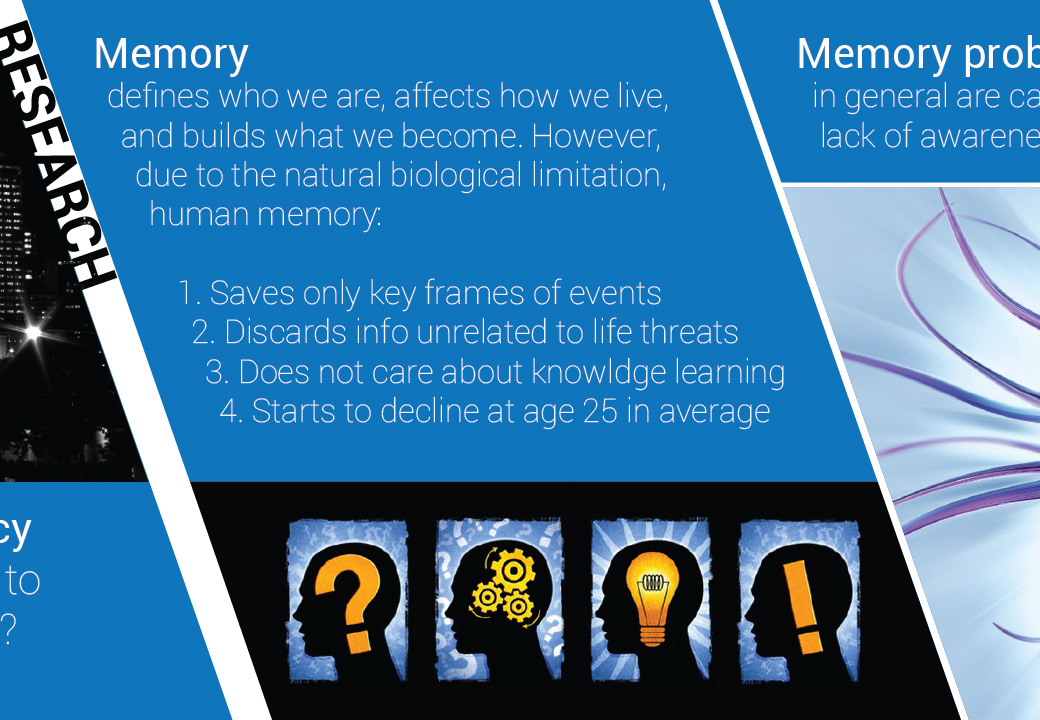 RESEARCH
Memory
defines who we are, affects how we live,
and builds what we become. However,
due to the natural biological limitation,
human memory:
1. Saves only key frames of events
2. Discards info unrelated to life threats
3. Does not care about knowldge learning
4. Starts to decline at age 25 in average
cy
to
?
Memory prob
in general are ca
lack of awarene